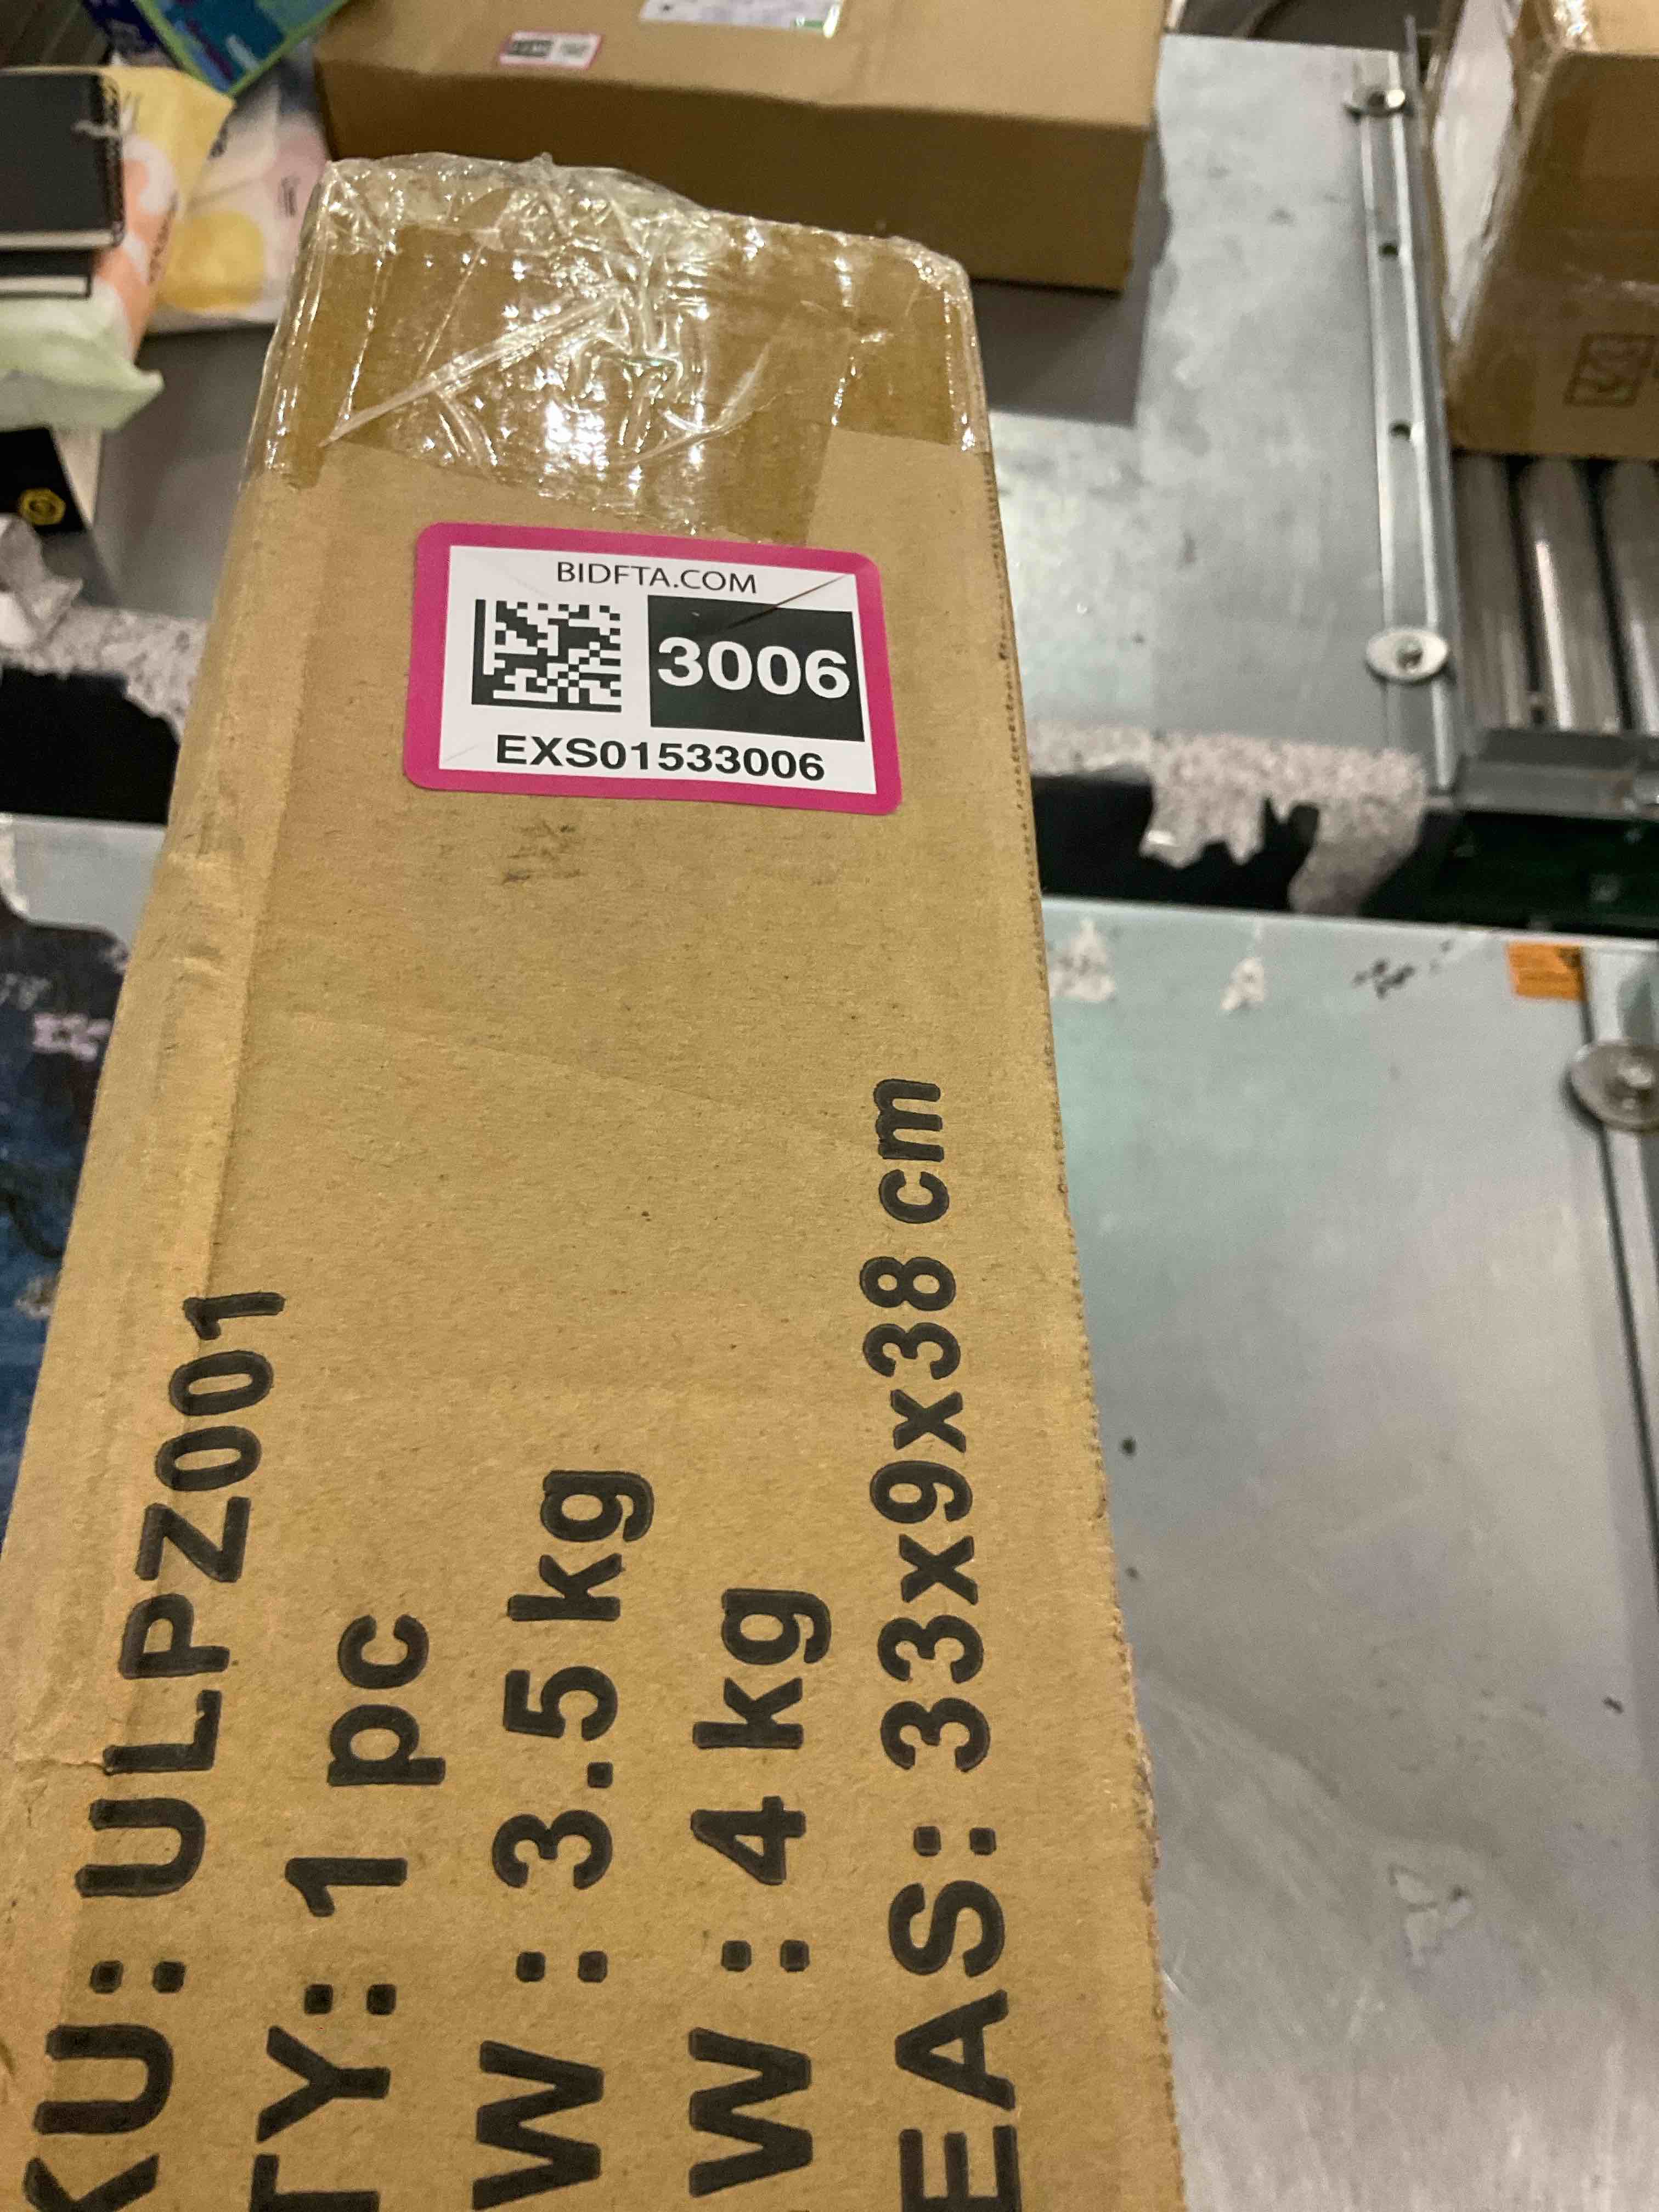 BIDFTA.COM
3006
EXS01533006
KU: ULPZ001
TY: 1 pc
W : 3.5 kg
W : 4 kg
EAS: 33x9x38 cm